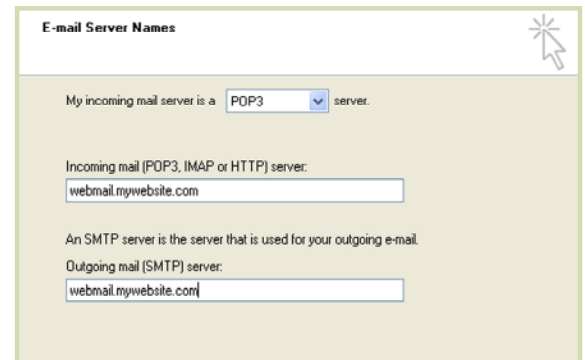 E-mail Server Names
My incoming mail server is a POP3 server.
Incoming mail (POP3, IMAP or HTTP) server:
webmail.mywebsite.com
An SMTP server is the server that is used for your outgoing e-mail.
Outgoing mail (SMTP) server:
webmail.mywebsite.com